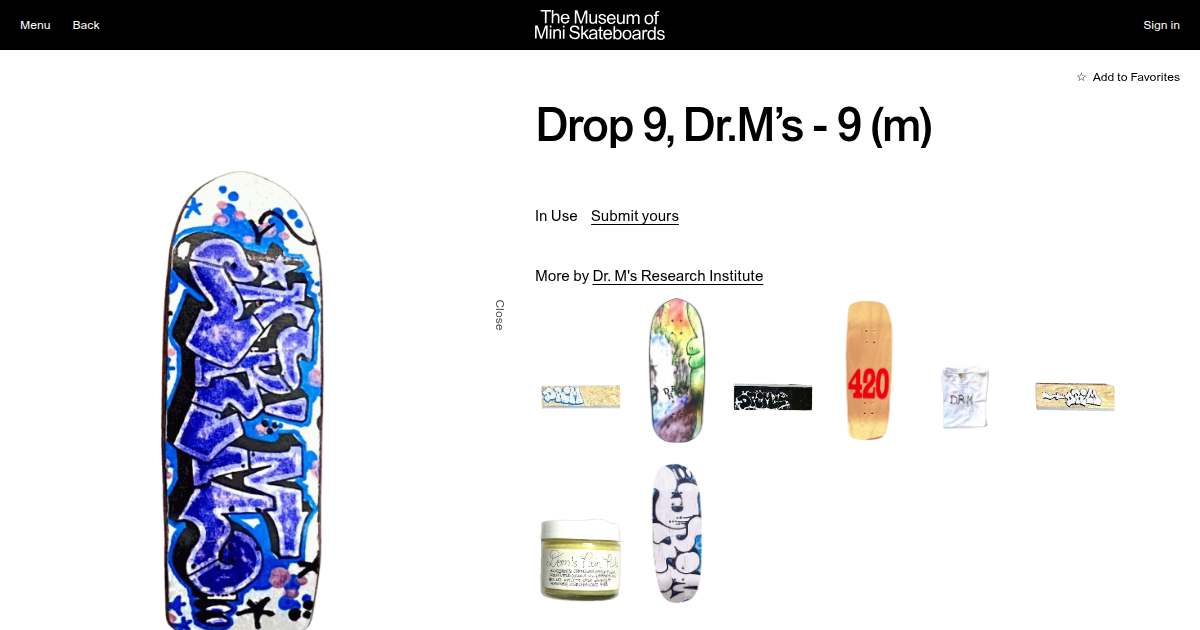 Menu
Back
The Museum of
Mini Skateboards
Sign in
☆ Add to Favorites
Drop 9, Dr.M’s - 9 (m)
In Use Submit yours
More by Dr. M's Research Institute
Close
420
DRM